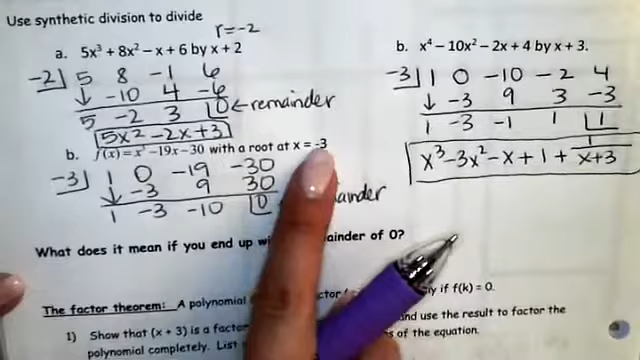 Use synthetic division to divide
r=-2
a. 5x³ + 8x² - x + 6 by x + 2
-2 5 8 -1 6
↓ -10 4 -6
5 -2 3 0 ← remainder
5x2 -2x+3
b. f(x) = x³ -19x -30 with a root at x = -3
-3 1 0 -19 -30
↓ -3 9 30
1 -3 -10 0
b. x⁴ - 10x² - 2x + 4 by x + 3.
-3 1 0 -10 -2 4
↓ -3 9 3 -3
1 -3 -1 1 1
x³-3x²-x+1+ 1/x+3
What does it mean if you end up 0?
The factor theorem: A polynomial if f(k) = 0.
1) Show that (x + 3) is a and use the result to factor the
polynomial completely. List of the equation.